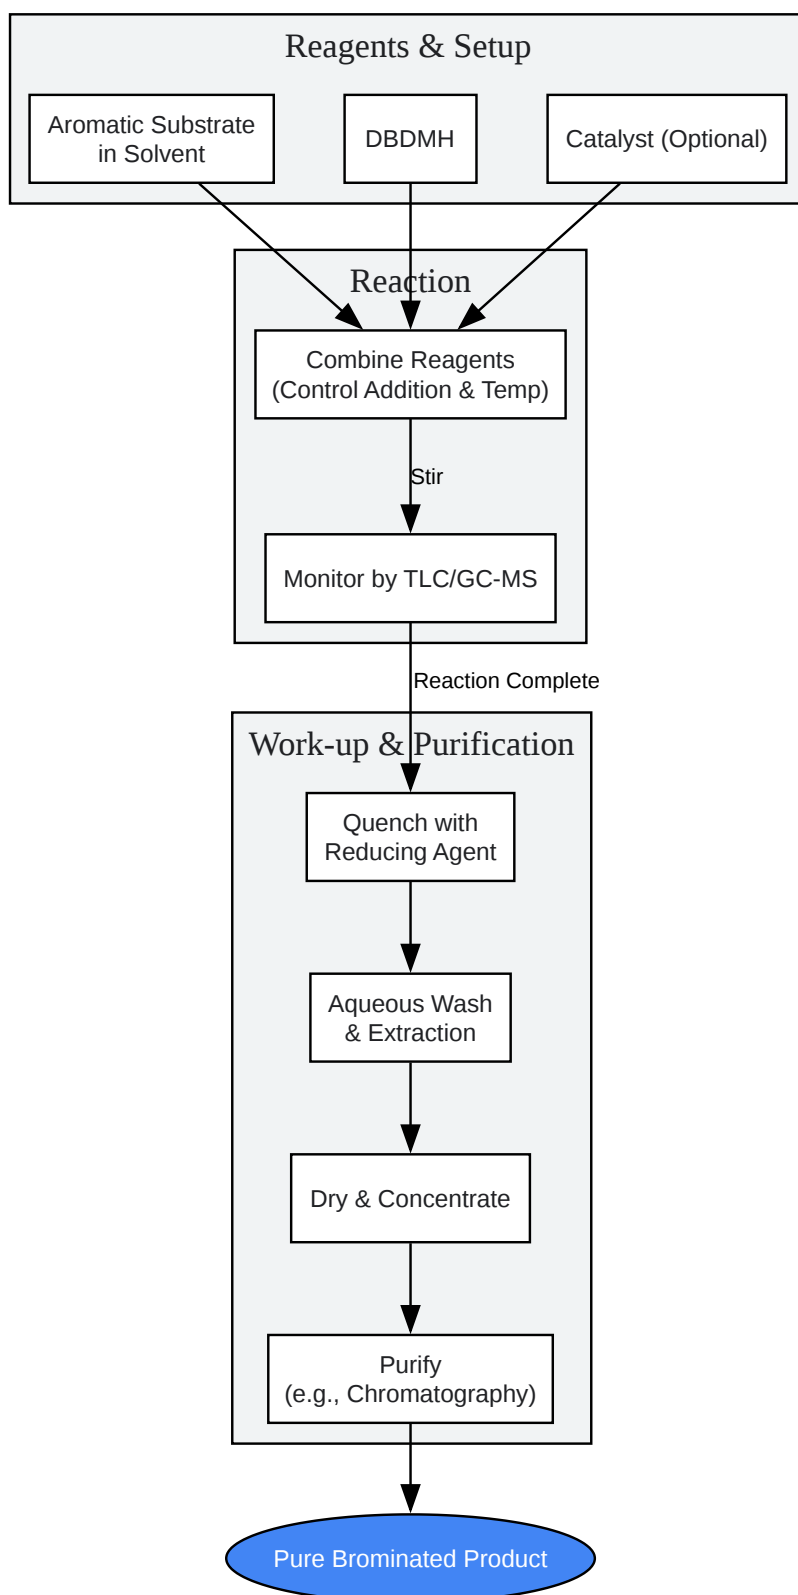 Reagents & Setup
Aromatic Substrate
in Solvent
DBDMH
Catalyst (Optional)
Reaction
Combine Reagents
(Control Addition & Temp)
Stir
Monitor by TLC/GC-MS
Reaction Complete
Work-up & Purification
Quench with
Reducing Agent
Aqueous Wash
& Extraction
Dry & Concentrate
Purify
(e.g., Chromatography)
Pure Brominated Product